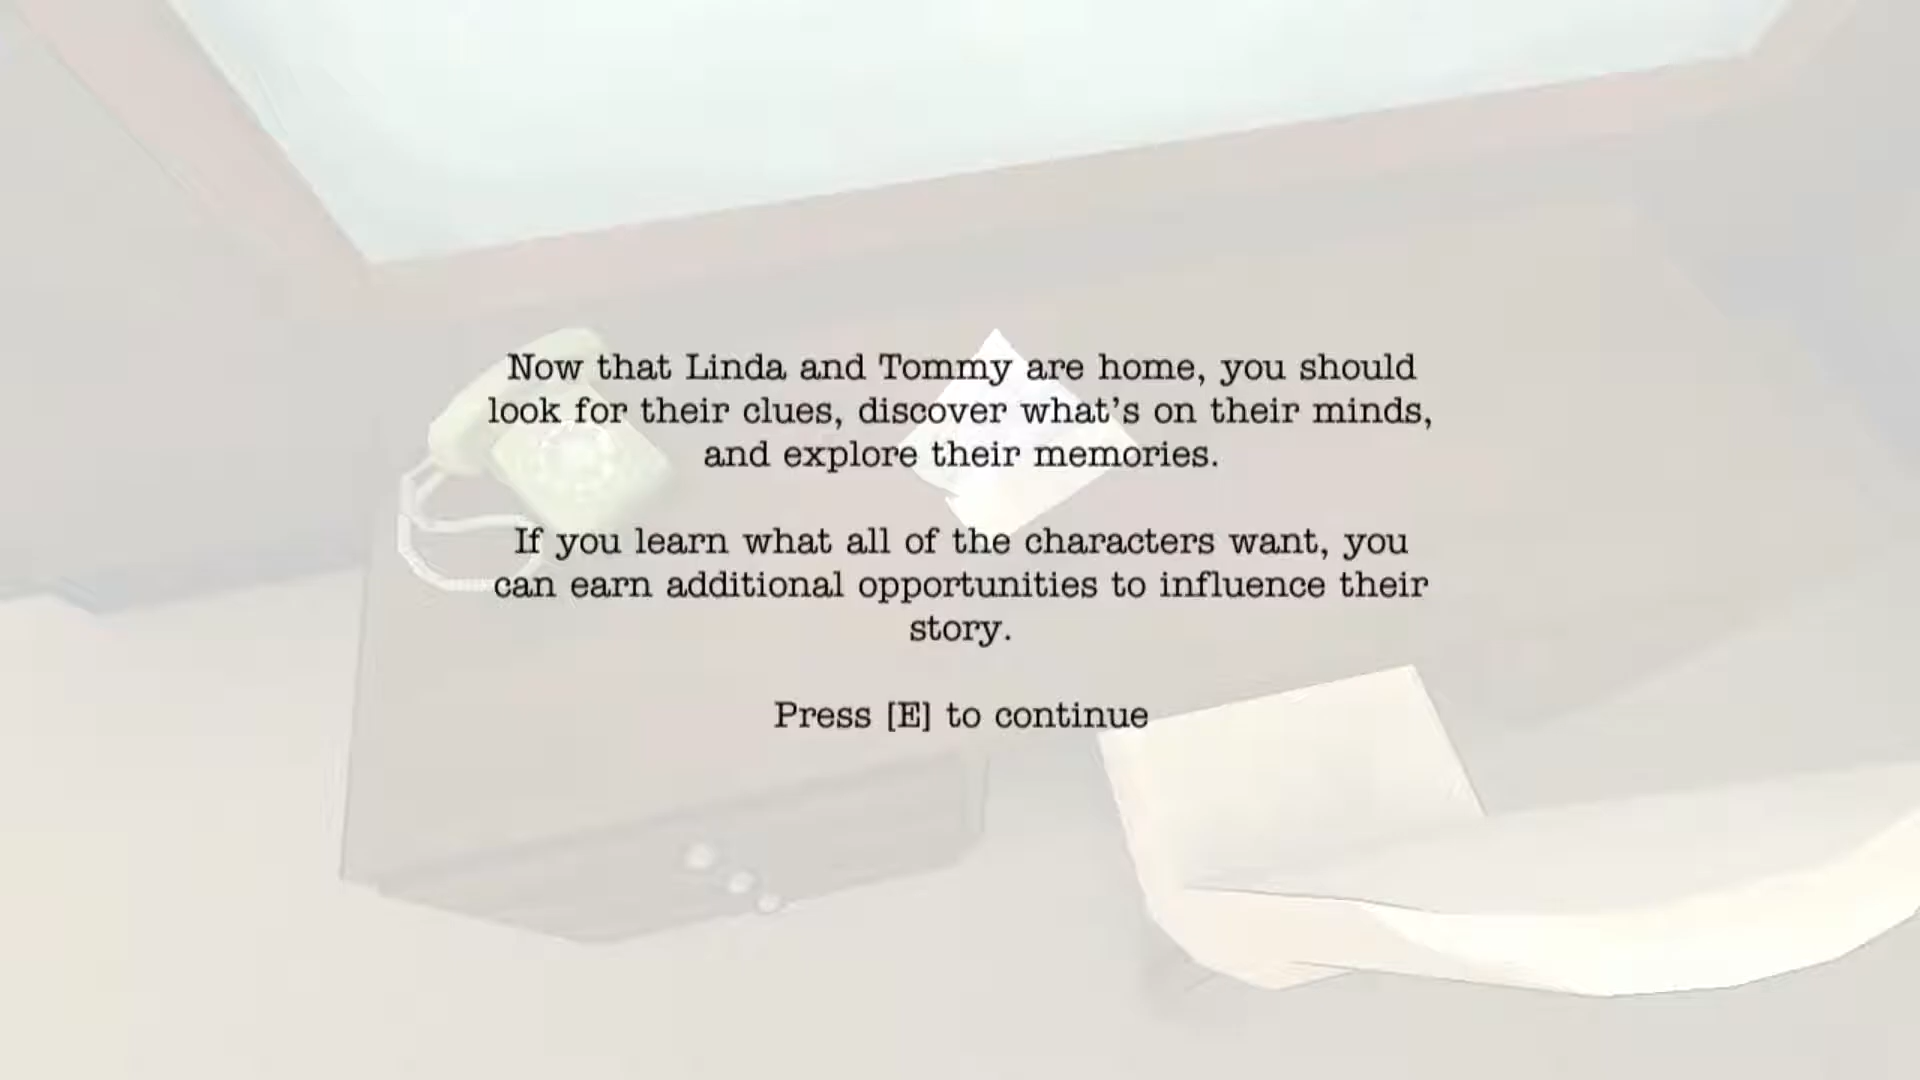 Now that Linda and Tommy are home, you should
look for their clues, discover what's on their minds,
and explore their memories.
If you learn what all of the characters want, you
can earn additional opportunities to influence their
story.
Press [E] to continue